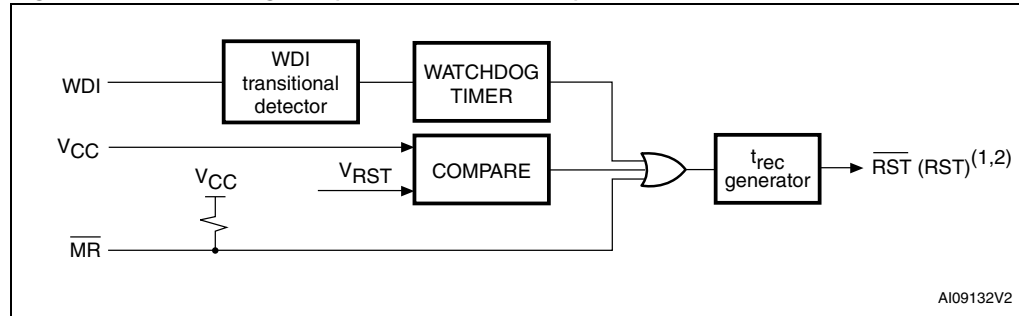 WDI
WDI
transitional
detector
WATCHDOG
TIMER
VCC
VRST
COMPARE
VCC
MR
trec
generator
RST (RST)(1,2)
AI09132V2